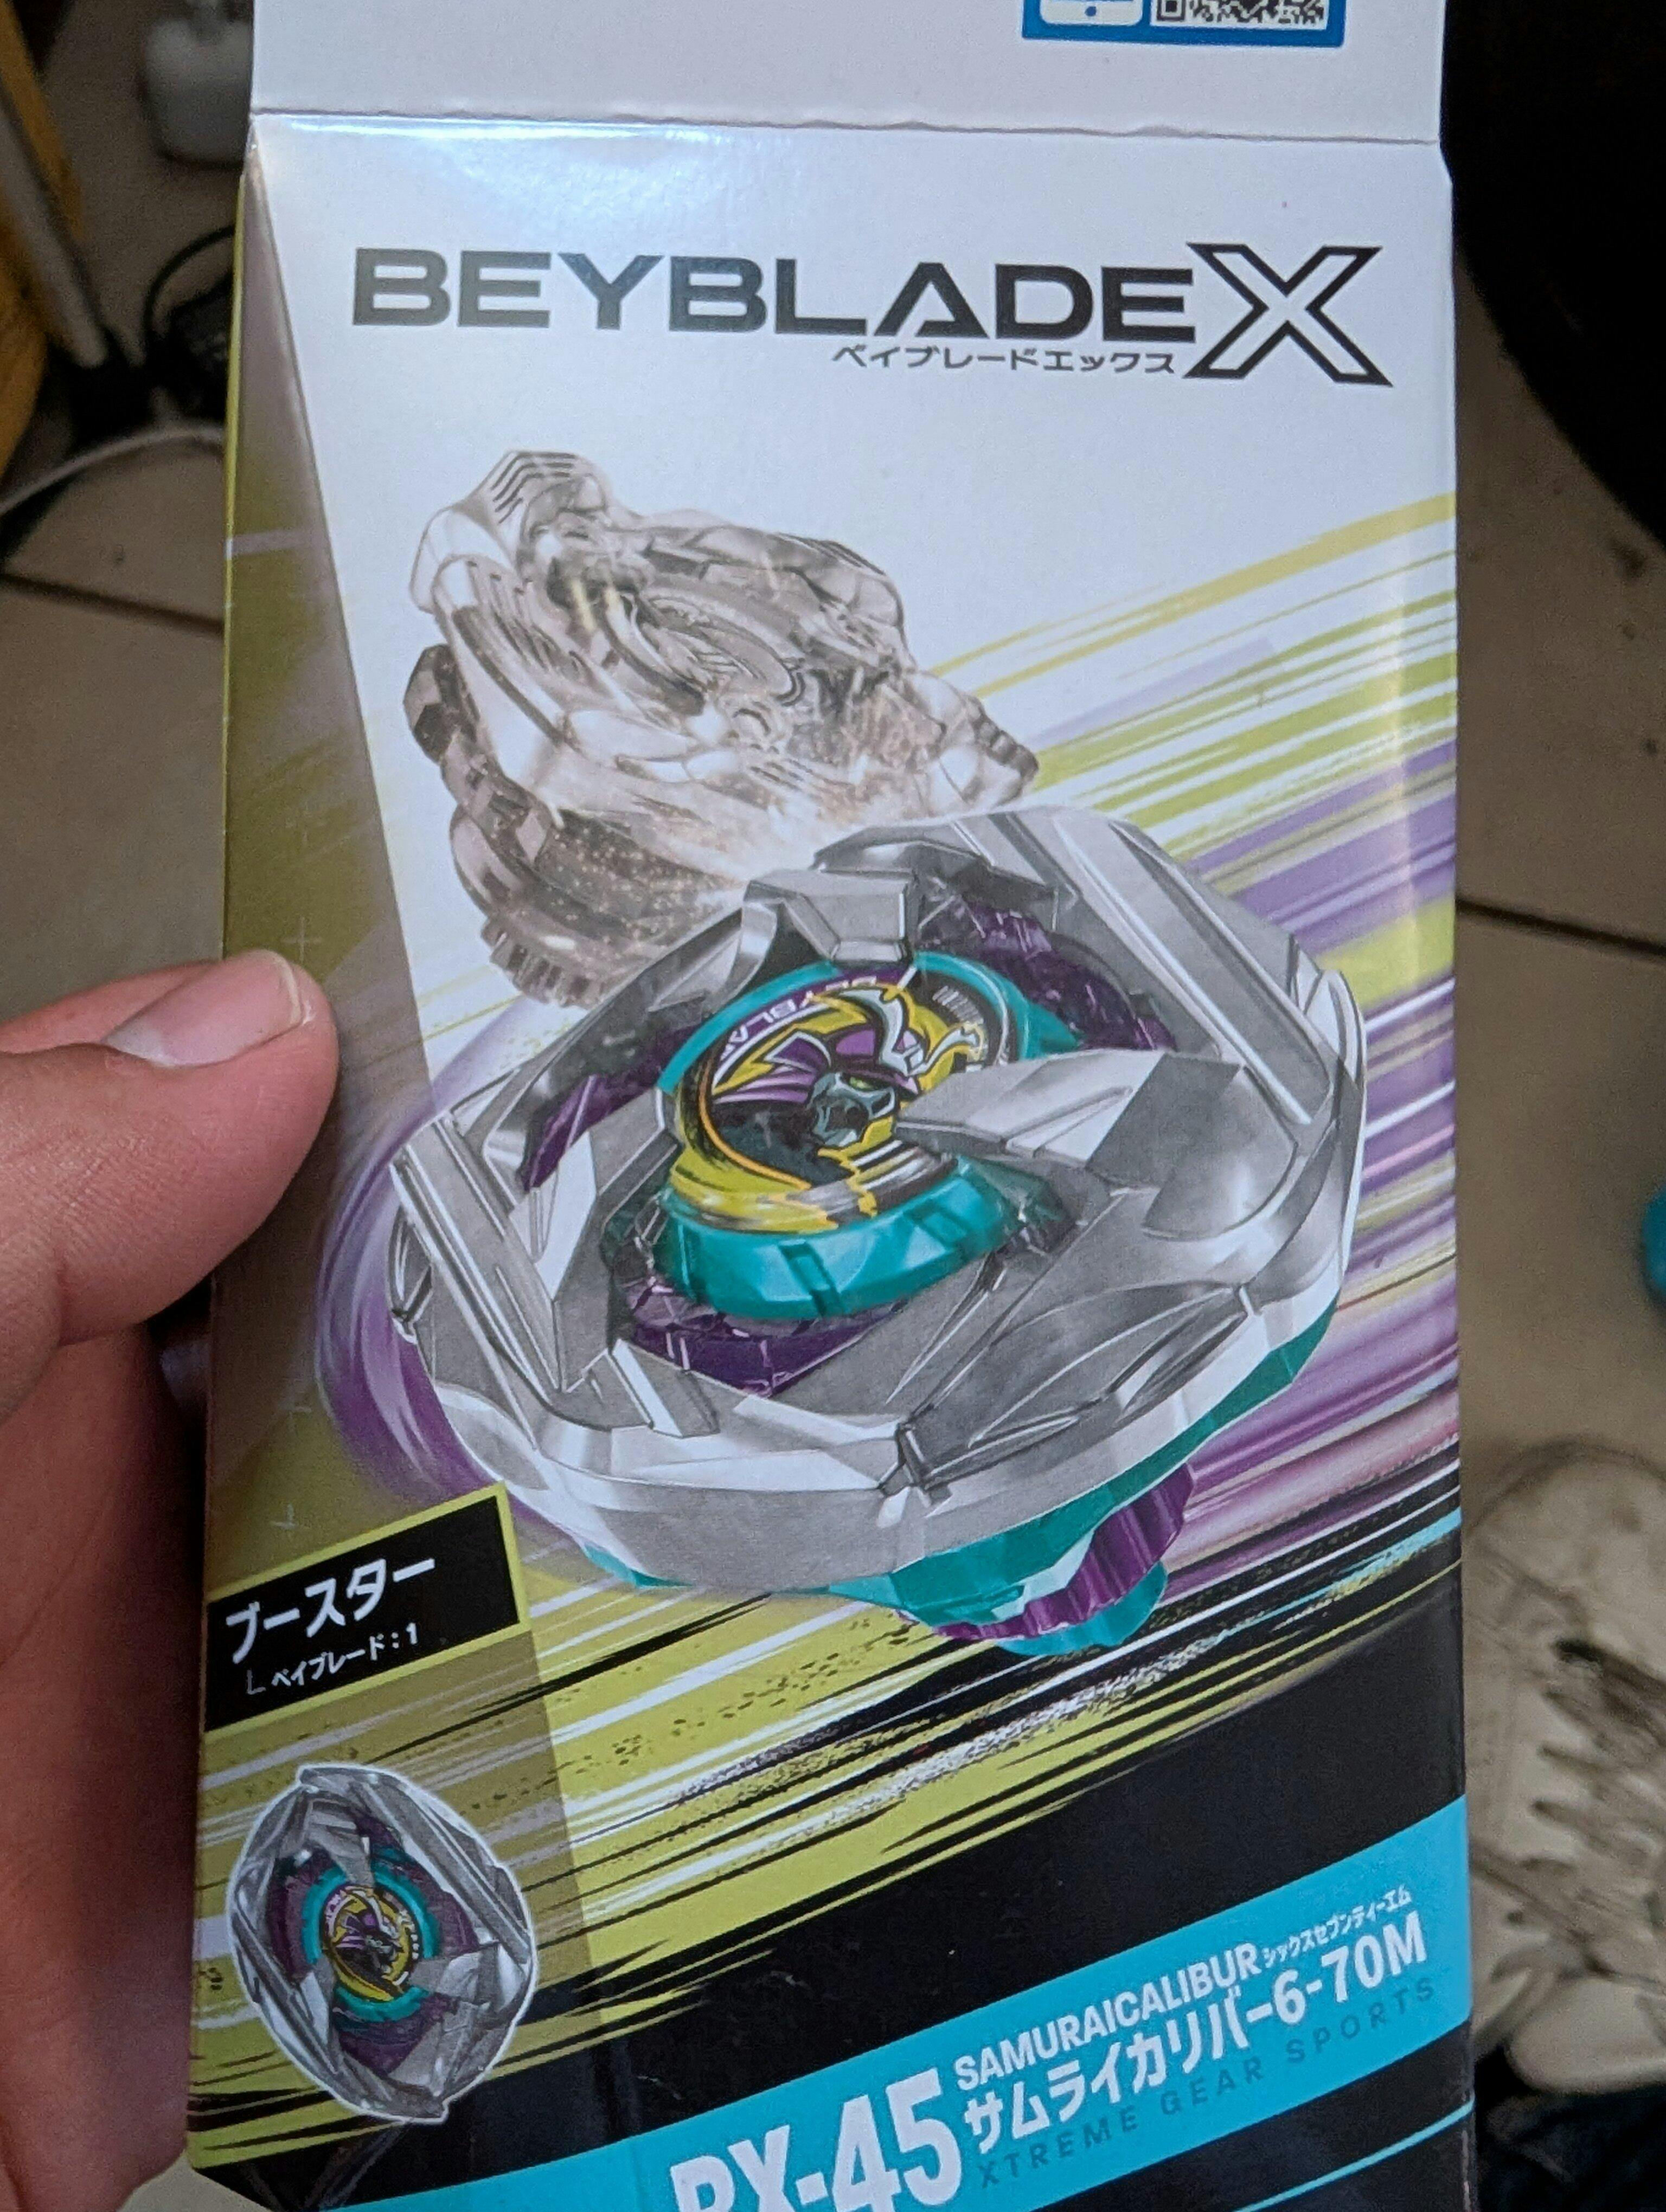 BEYBLADE X
ベイブレードエックス
ブースター
L ベイブレード:1
SAMURAICALIBUR シックスセブンティーエム
BX-45 サムライカリバー6-70M
XTREME GEAR SPORTS